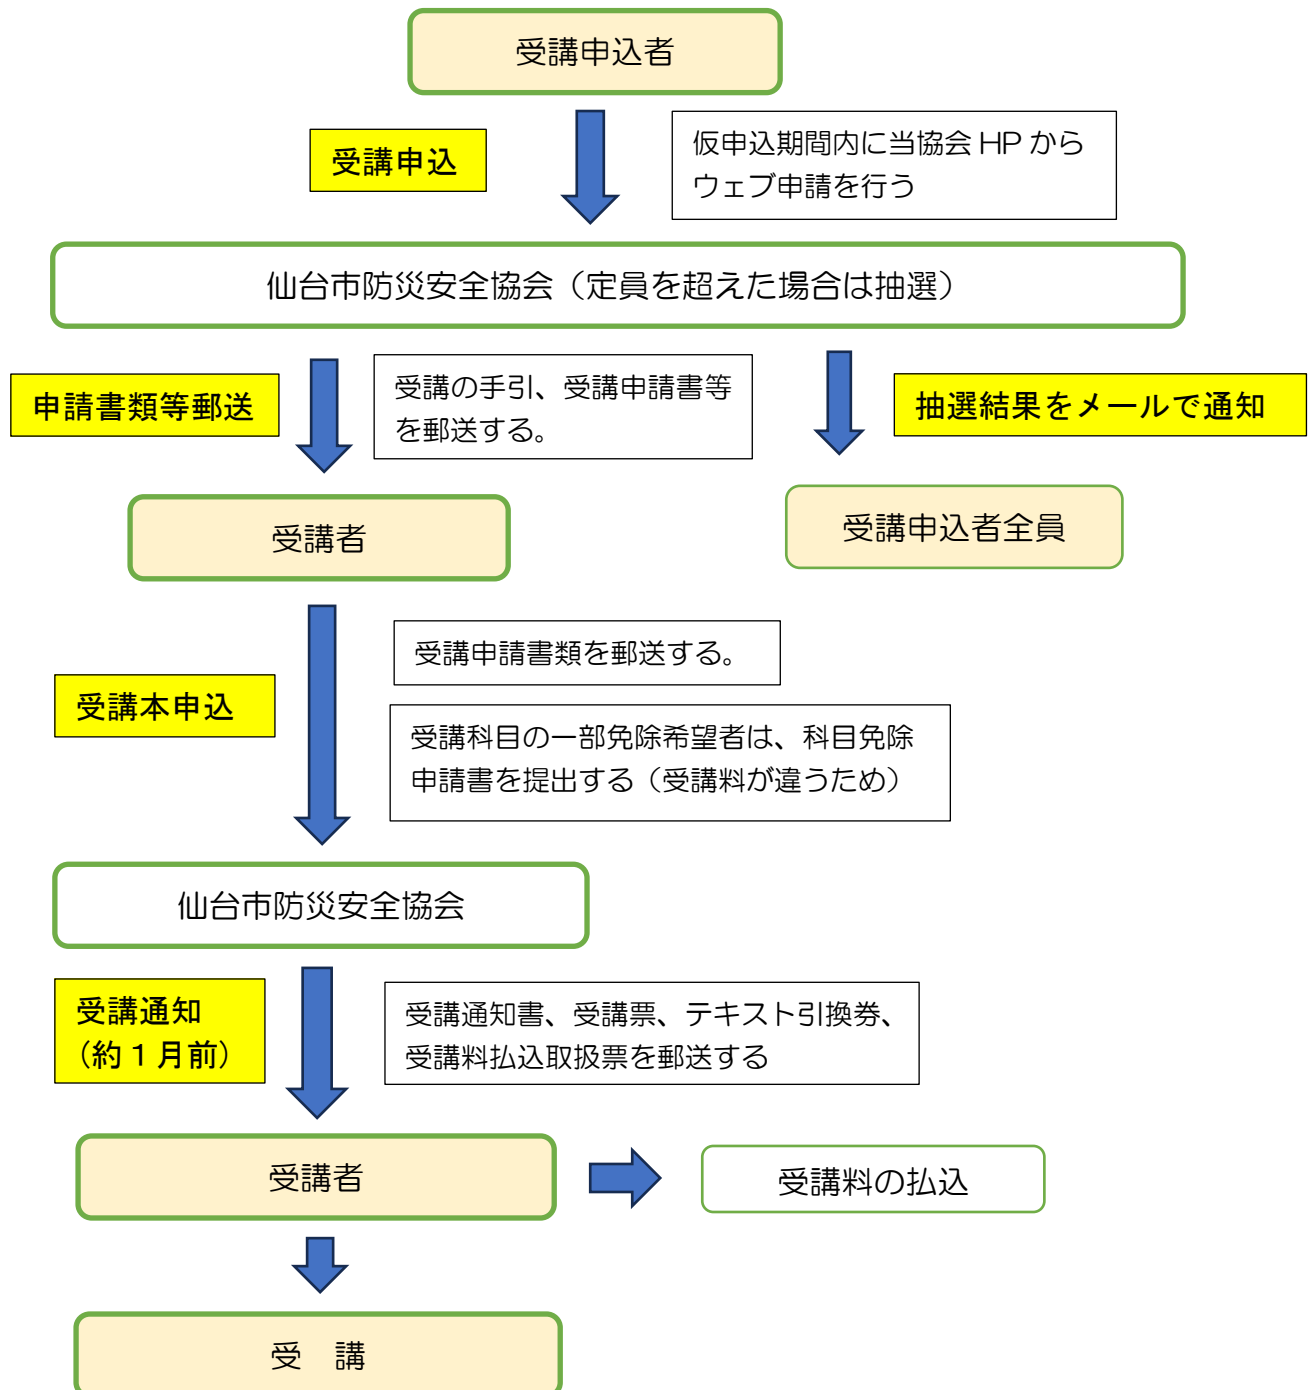 受講申込者
受講申込
仮申込期間内に当協会 HP から
ウェブ申請を行う
仙台市防災安全協会（定員を超えた場合は抽選）
申請書類等郵送
受講の手引、受講申請書等
を郵送する。
抽選結果をメールで通知
受講者
受講申込者全員
受講申請書類を郵送する。
受講本申込
受講科目の一部免除希望者は、科目免除
申請書を提出する（受講料が違うため）
仙台市防災安全協会
受講通知
（約 1 月前）
受講通知書、受講票、テキスト引換券、
受講料払込取扱票を郵送する
受講者
受講料の払込
受　講